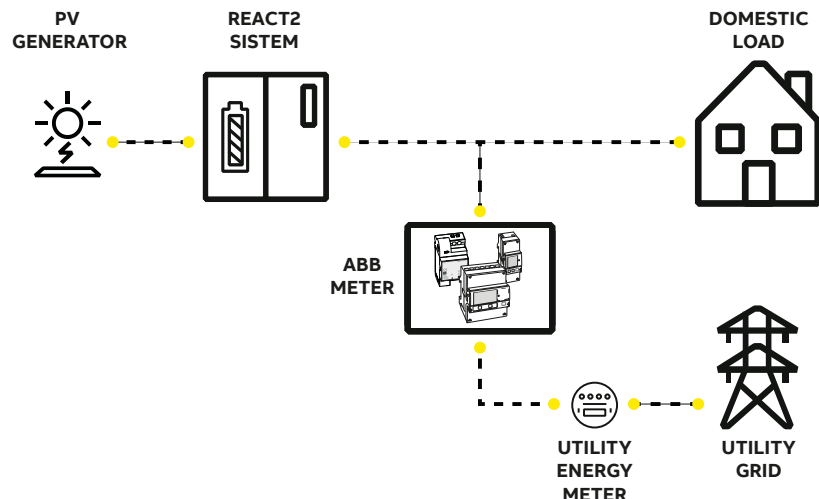 PV
GENERATOR
REACT2
SISTEM
DOMESTIC
LOAD
ABB
METER
UTILITY
ENERGY
METER
UTILITY
GRID